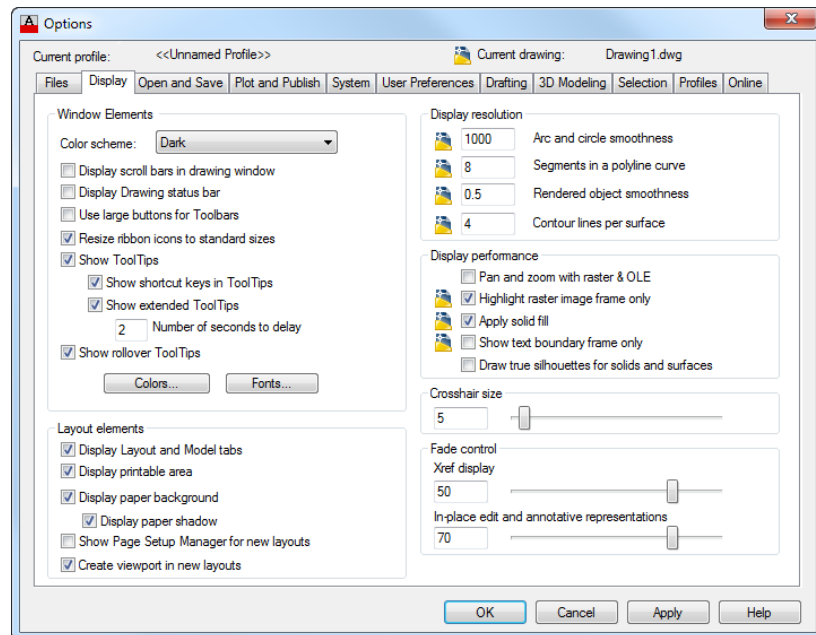 A Options
Current profile: <<Unnamed Profile>> Current drawing: Drawing1.dwg
Files Display Open and Save Plot and Publish System User Preferences Drafting 3D Modeling Selection Profiles Online
Window Elements
Color scheme: Dark
Display scroll bars in drawing window
Display Drawing status bar
Use large buttons for Toolbars
Resize ribbon icons to standard sizes
Show ToolTips
Show shortcut keys in ToolTips
Show extended ToolTips
2 Number of seconds to delay
Show rollover ToolTips
Colors... Fonts...
Layout elements
Display Layout and Model tabs
Display printable area
Display paper background
Display paper shadow
Show Page Setup Manager for new layouts
Create viewport in new layouts
Display resolution
1000 Arc and circle smoothness
8 Segments in a polyline curve
0.5 Rendered object smoothness
4 Contour lines per surface
Display performance
Pan and zoom with raster & OLE
Highlight raster image frame only
Apply solid fill
Show text boundary frame only
Draw true silhouettes for solids and surfaces
Crosshair size
5
Fade control
Xref display
50
In-place edit and annotative representations
70
OK Cancel Apply Help